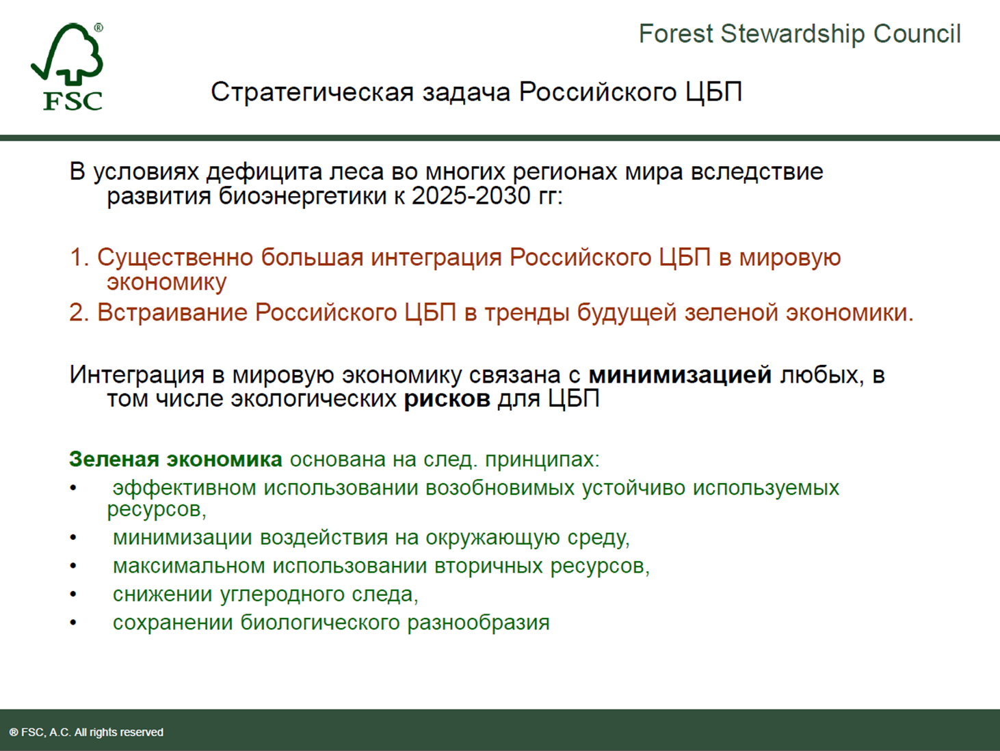 ®
FSC
Forest Stewardship Council
Стратегическая задача Российского ЦБП
В условиях дефицита леса во многих регионах мира вследствие
развития биоэнергетики к 2025-2030 гг:
1. Существенно большая интеграция Российского ЦБП в мировую
экономику
2. Встраивание Российского ЦБП в тренды будущей зеленой экономики.
Интеграция в мировую экономику связана с минимизацией любых, в
том числе экологических рисков для ЦБП
Зеленая экономика основана на след. принципах:
• эффективном использовании возобновимых устойчиво используемых
ресурсов,
• минимизации воздействия на окружающую среду,
• максимальном использовании вторичных ресурсов,
• снижении углеродного следа,
• сохранении биологического разнообразия
® FSC, A.C. All rights reserved